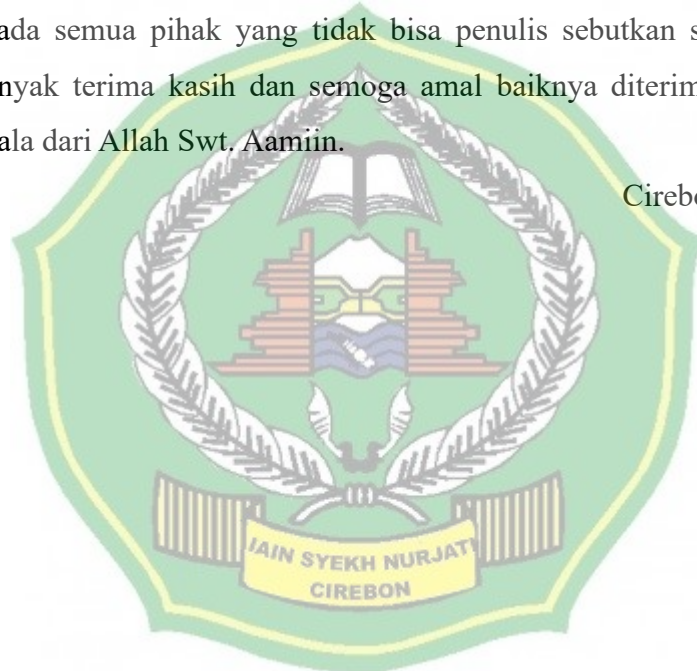 ada semua pihak yang tidak bisa penulis sebutkan s
nyak terima kasih dan semoga amal baiknya diterim
ala dari Allah Swt. Aamiin.
Cirebo
IAIN SYEKH NURJATI
CIREBON